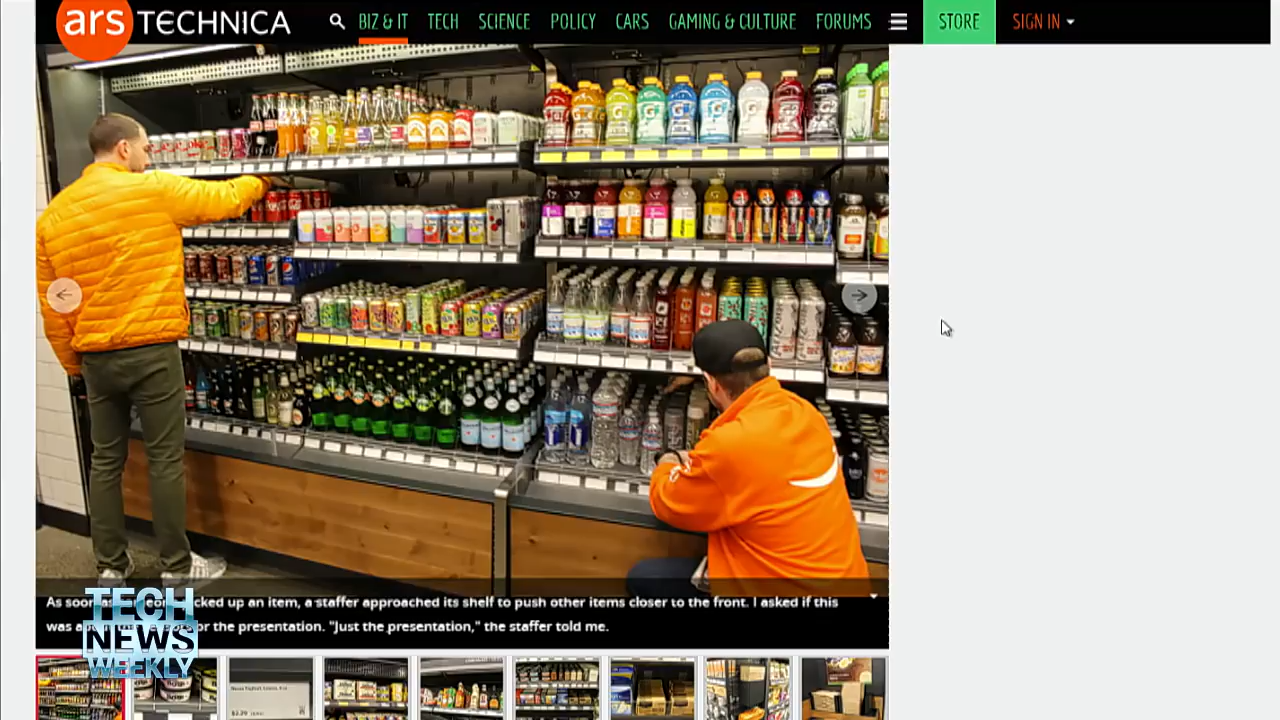 ars TECHNICA
BIZ & IT TECH SCIENCE POLICY CARS GAMING & CULTURE FORUMS STORE SIGN IN
As soon as cked up an item, a staffer approached its shelf to push other items closer to the front. I asked if this
was a or the presentation. "Just the presentation," the staffer told me.
TECH
NEWS
WEEKLY